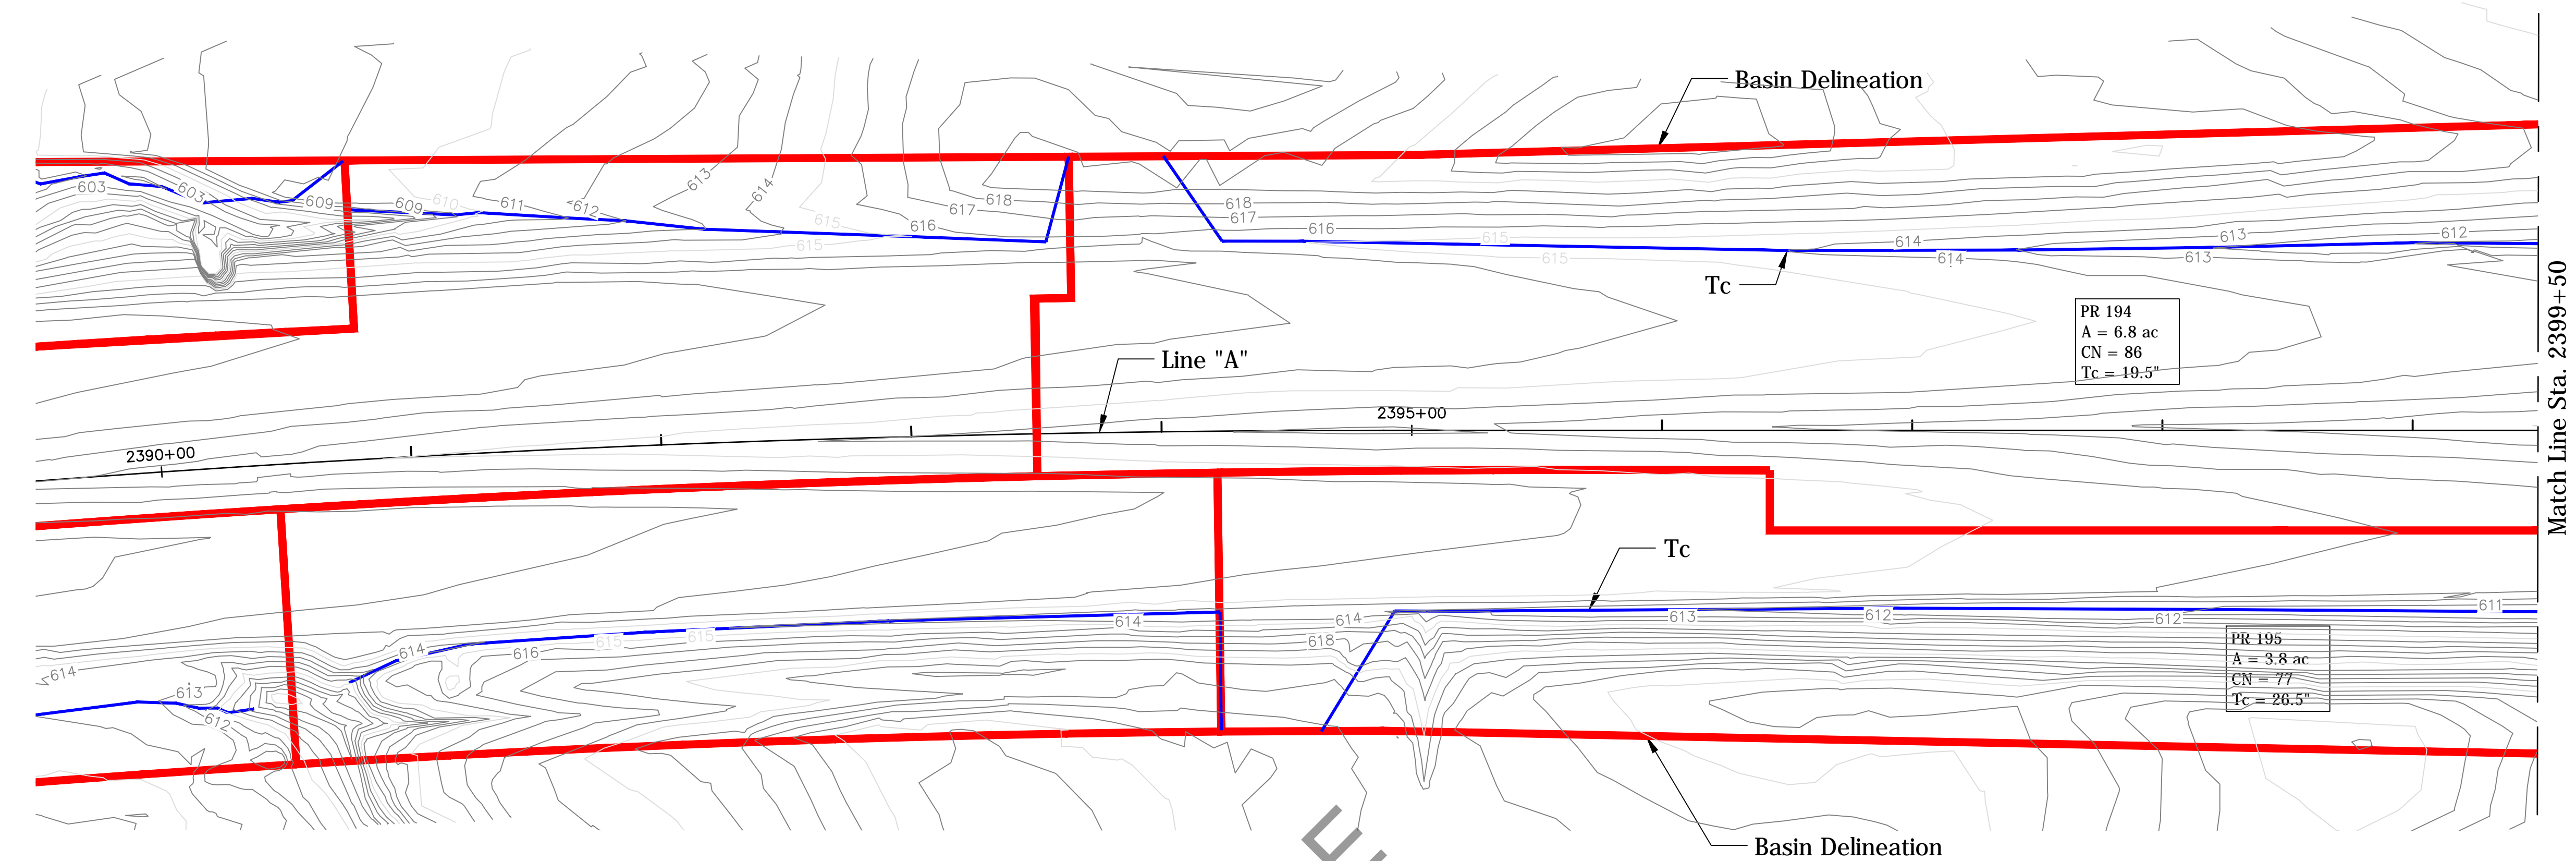 Basin Delineation
603
603
609
609
610
611
612
613
614
615
615
616
617
618
618
617
616
615
615
614
614
613
613
612
Tc
PR 194
A = 6.8 ac
CN = 86
Tc = 19.5"
Line "A"
2395+00
2390+00
Match Line Sta. 2399+50
Tc
614
613
612
614
615
615
616
614
614
618
613
612
612
611
PR 195
A = 3.8 ac
CN = 77
Tc = 26.5"
Basin Delineation